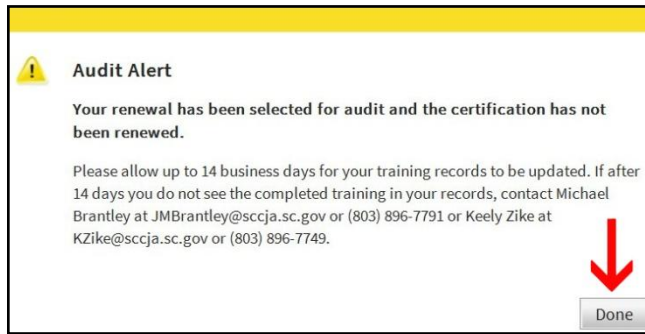 Audit Alert
Your renewal has been selected for audit and the certification has not
been renewed.
Please allow up to 14 business days for your training records to be updated. If after
14 days you do not see the completed training in your records, contact Michael
Brantley at JMBrantley@sccja.sc.gov or (803) 896-7791 or Keely Zike at
KZike@sccja.sc.gov or (803) 896-7749.
Done